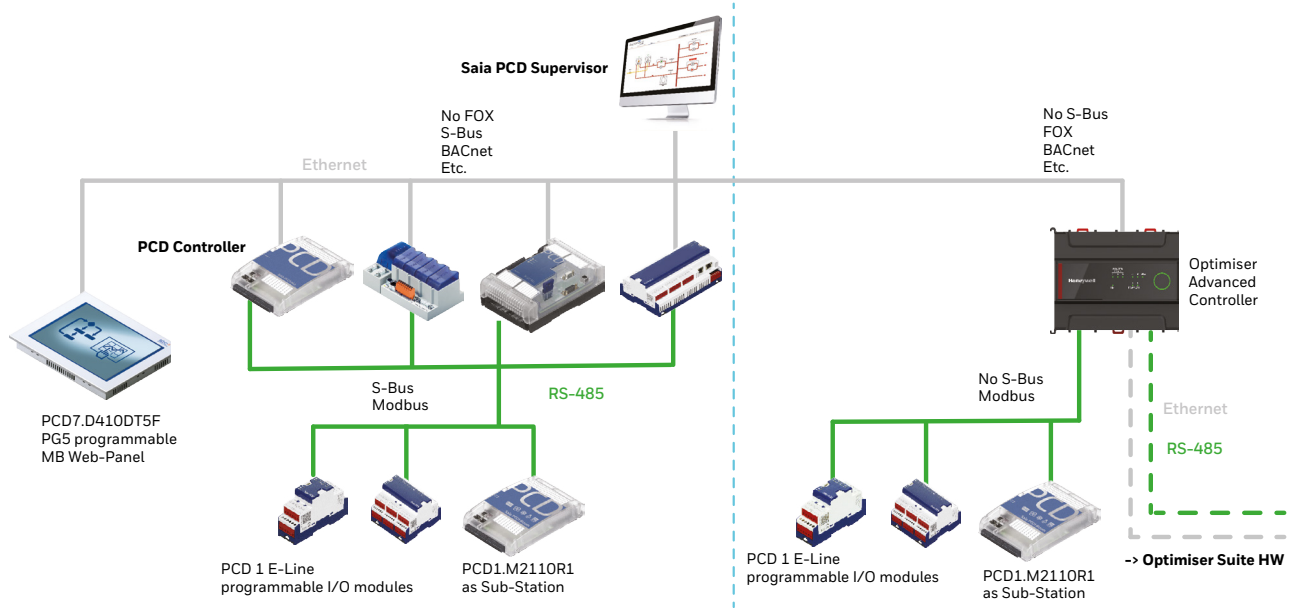 Saia PCD Supervisor
No FOX
S-Bus
BACnet
Etc.
No S-Bus
FOX
BACnet
Etc.
Ethernet
PCD Controller
PCD
Honeywell
Optimiser
Advanced
Controller
PCD7.D410DT5F
PG5 programmable
MB Web-Panel
S-Bus
Modbus
RS-485
No S-Bus
Modbus
Ethernet
RS-485
PCD
PCD
PCD 1 E-Line
programmable I/O modules
PCD1.M2110R1
as Sub-Station
PCD 1 E-Line
programmable I/O modules
PCD1.M2110R1
as Sub-Station
-> Optimiser Suite HW